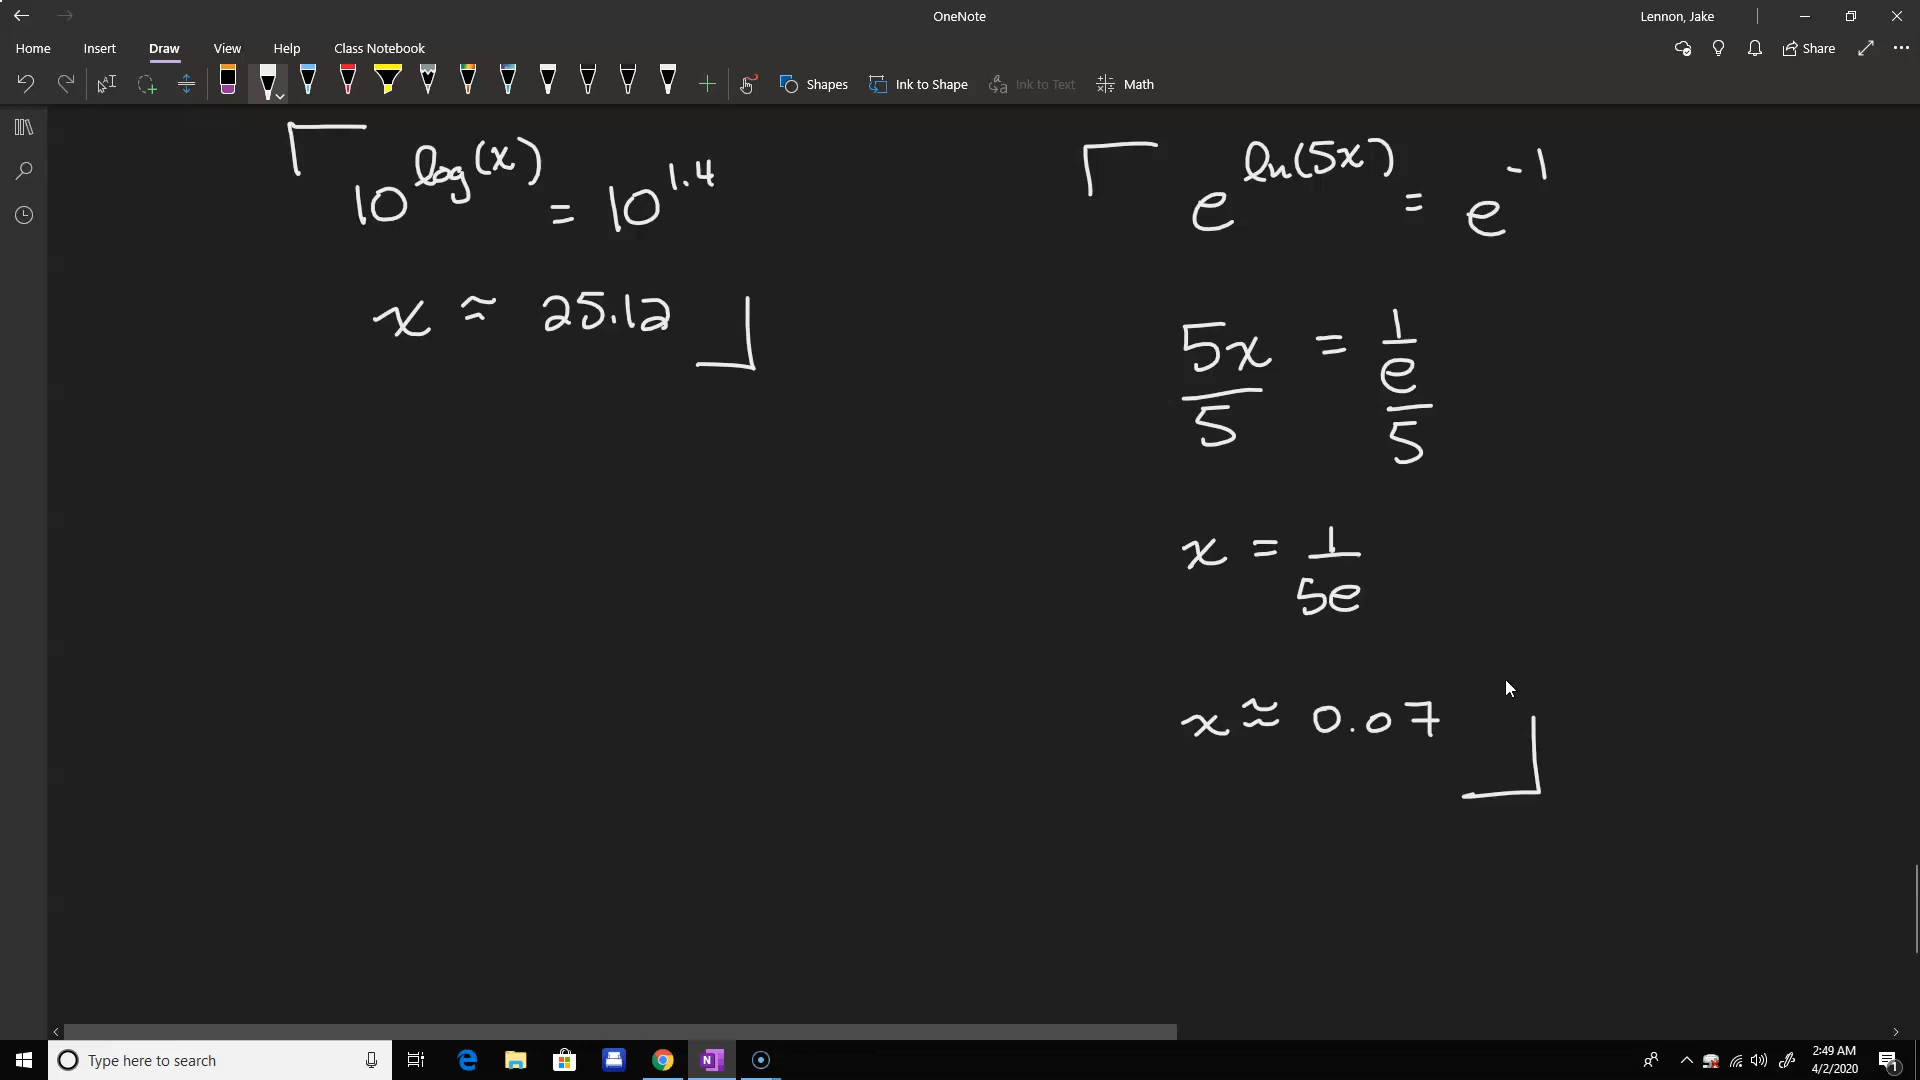 OneNote
Lennon, Jake
Home Insert Draw View Help Class Notebook
Share
Shapes Ink to Shape Ink to Text Math
10^log(x) = 10^1.4
x ≈ 25.12
e^ln(5x) = e^-1
5x/5 = 1/e/5
x = 1/5e
x ≈ 0.07
Type here to search
2:49 AM
4/2/2020
1